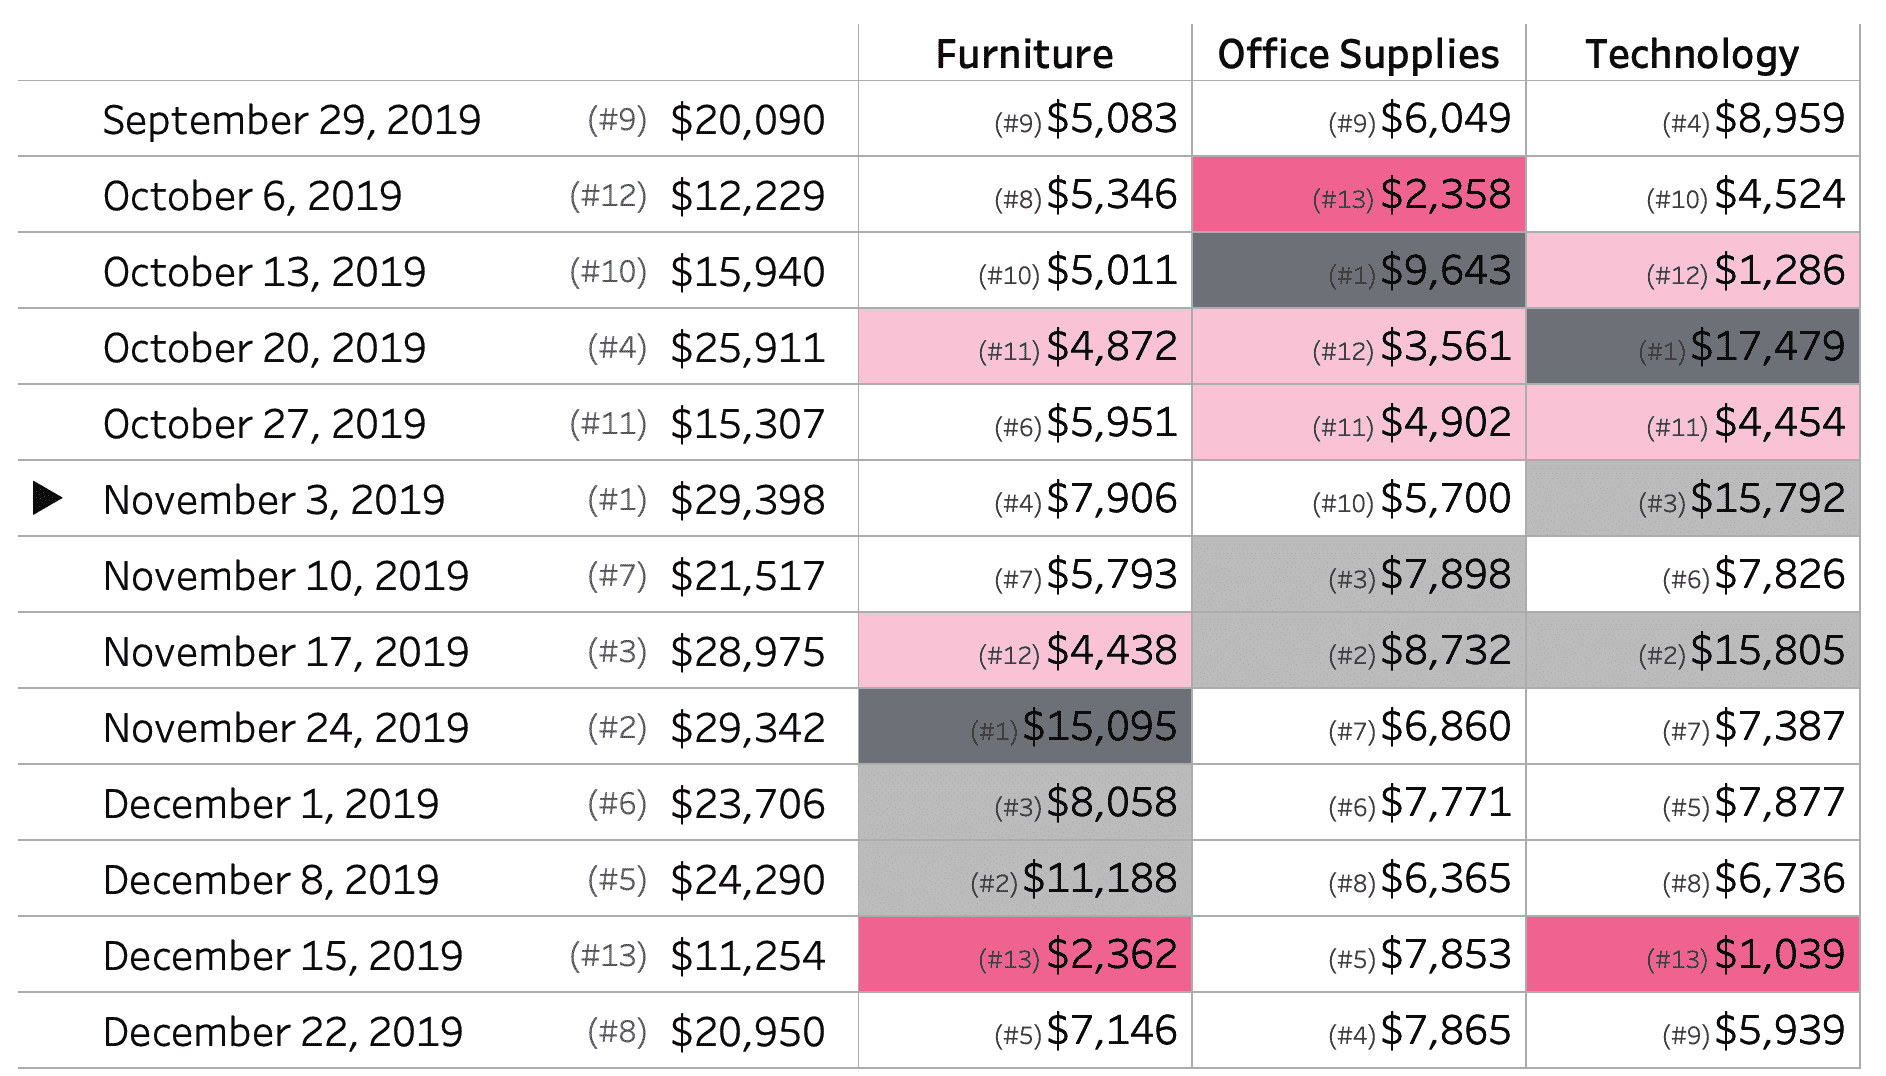 Furniture Office Supplies Technology
September 29, 2019 (#9) $20,090 (#9) $5,083 (#9) $6,049 (#4) $8,959
October 6, 2019 (#12) $12,229 (#8) $5,346 (#13) $2,358 (#10) $4,524
October 13, 2019 (#10) $15,940 (#10) $5,011 (#1) $9,643 (#12) $1,286
October 20, 2019 (#4) $25,911 (#11) $4,872 (#12) $3,561 (#1) $17,479
October 27, 2019 (#11) $15,307 (#6) $5,951 (#11) $4,902 (#11) $4,454
November 3, 2019 (#1) $29,398 (#4) $7,906 (#10) $5,700 (#3) $15,792
November 10, 2019 (#7) $21,517 (#7) $5,793 (#3) $7,898 (#6) $7,826
November 17, 2019 (#3) $28,975 (#12) $4,438 (#2) $8,732 (#2) $15,805
November 24, 2019 (#2) $29,342 (#1) $15,095 (#7) $6,860 (#7) $7,387
December 1, 2019 (#6) $23,706 (#3) $8,058 (#6) $7,771 (#5) $7,877
December 8, 2019 (#5) $24,290 (#2) $11,188 (#8) $6,365 (#8) $6,736
December 15, 2019 (#13) $11,254 (#13) $2,362 (#5) $7,853 (#13) $1,039
December 22, 2019 (#8) $20,950 (#5) $7,146 (#4) $7,865 (#9) $5,939